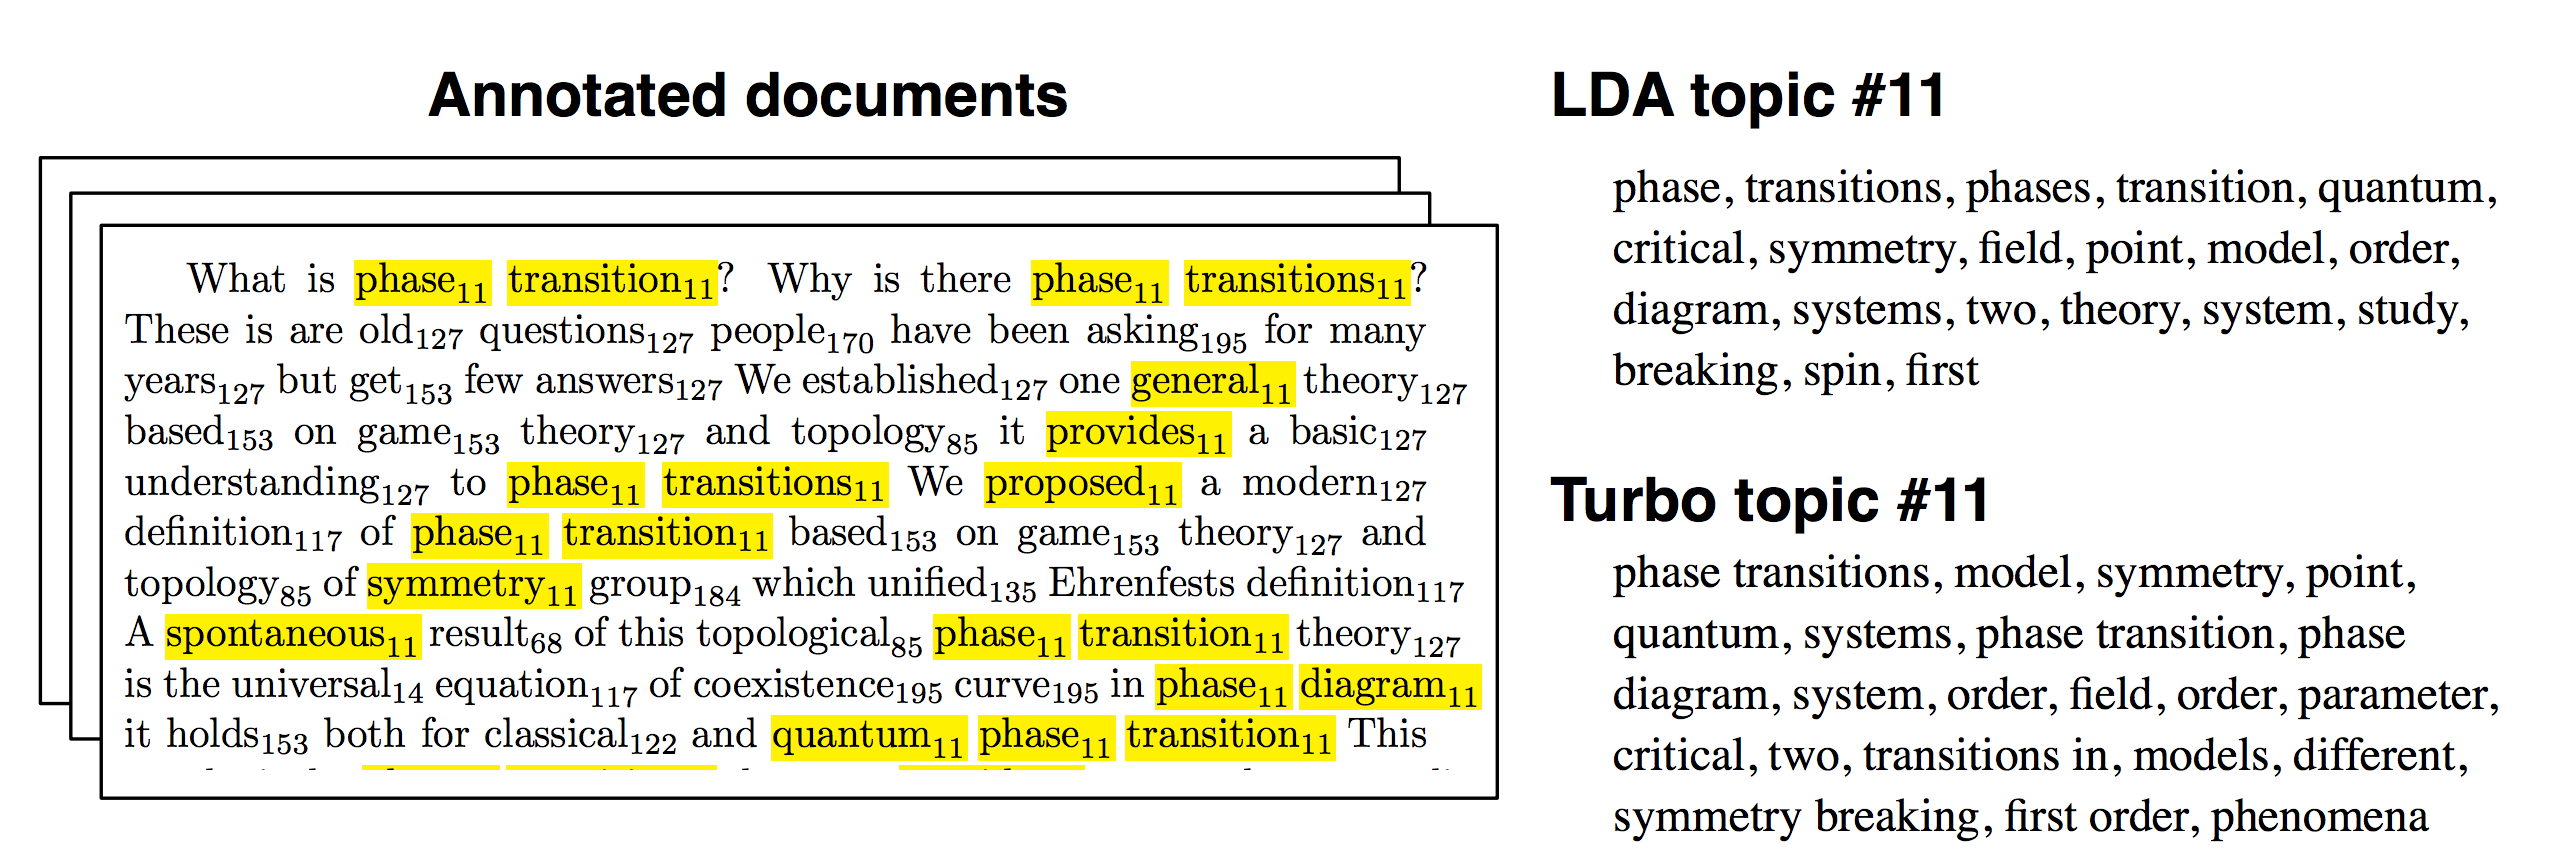 Annotated documents
What is phase₁₁ transition₁₁? Why is there phase₁₁ transitions₁₁?
These is are old₁₂₇ questions₁₂₇ people₁₇₀ have been asking₁₉₅ for many
years₁₂₇ but get₁₅₃ few answers₁₂₇ We established₁₂₇ one general₁₁ theory₁₂₇
based₁₅₃ on game₁₅₃ theory₁₂₇ and topology₈₅ it provides₁₁ a basic₁₂₇
understanding₁₂₇ to phase₁₁ transitions₁₁ We proposed₁₁ a modern₁₂₇
definition₁₁₇ of phase₁₁ transition₁₁ based₁₅₃ on game₁₅₃ theory₁₂₇ and
topology₈₅ of symmetry₁₁ group₁₈₄ which unified₁₃₅ Ehrenfests definition₁₁₇
A spontaneous₁₁ result₆₈ of this topological₈₅ phase₁₁ transition₁₁ theory₁₂₇
is the universal₁₄ equation₁₁₇ of coexistence₁₉₅ curve₁₉₅ in phase₁₁ diagram₁₁
it holds₁₅₃ both for classical₁₂₂ and quantum₁₁ phase₁₁ transition₁₁ This
LDA topic #11
phase, transitions, phases, transition, quantum,
critical, symmetry, field, point, model, order,
diagram, systems, two, theory, system, study,
breaking, spin, first
Turbo topic #11
phase transitions, model, symmetry, point,
quantum, systems, phase transition, phase
diagram, system, order, field, order, parameter,
critical, two, transitions in, models, different,
symmetry breaking, first order, phenomena